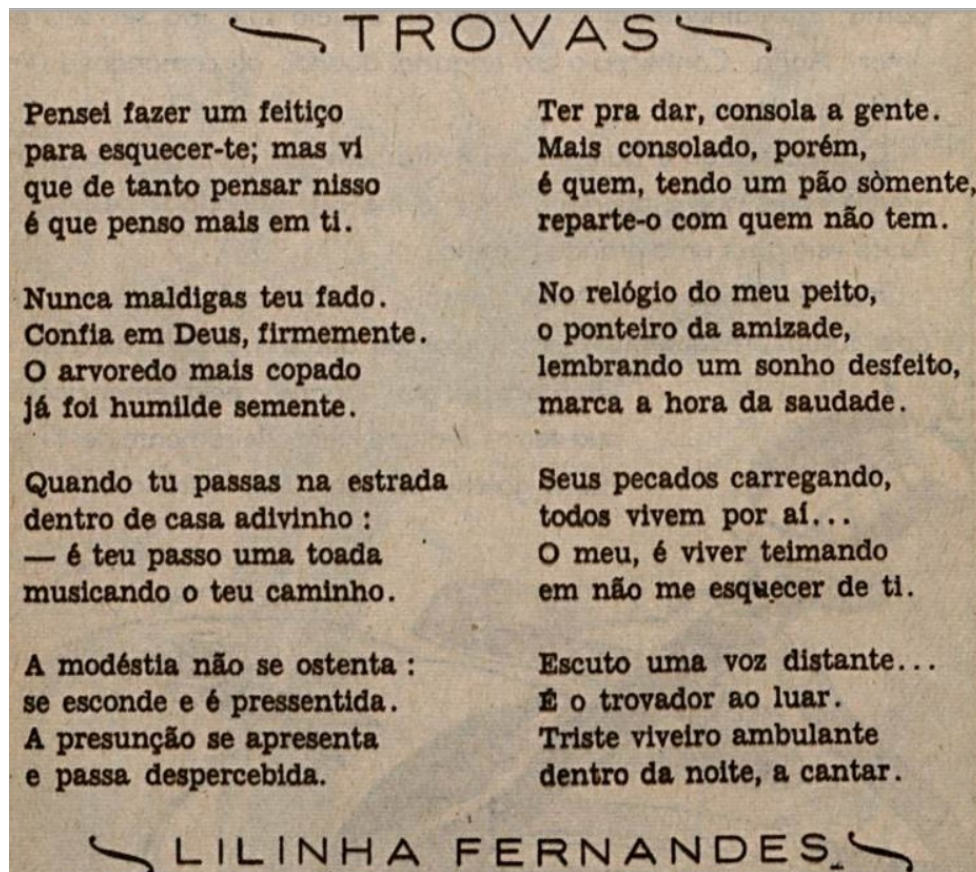 TROVAS
Pensei fazer um feitiço
para esquecer-te; mas vi
que de tanto pensar nisso
é que penso mais em ti.
Nunca maldigas teu fado.
Confia em Deus, firmemente.
O arvoredo mais copado
já foi humilde semente.
Quando tu passas na estrada
dentro de casa adivinho :
— é teu passo uma toada
musicando o teu caminho.
A modéstia não se ostenta :
se esconde e é pressentida.
A presunção se apresenta
e passa despercebida.
Ter pra dar, consola a gente.
Mais consolado, porém,
é quem, tendo um pão sòmente,
reparte-o com quem não tem.
No relógio do meu peito,
o ponteiro da amizade,
lembrando um sonho desfeito,
marca a hora da saudade.
Seus pecados carregando,
todos vivem por aí...
O meu, é viver teimando
em não me esquecer de ti.
Escuto uma voz distante...
É o trovador ao luar.
Triste viveiro ambulante
dentro da noite, a cantar.
LILINHA FERNANDES